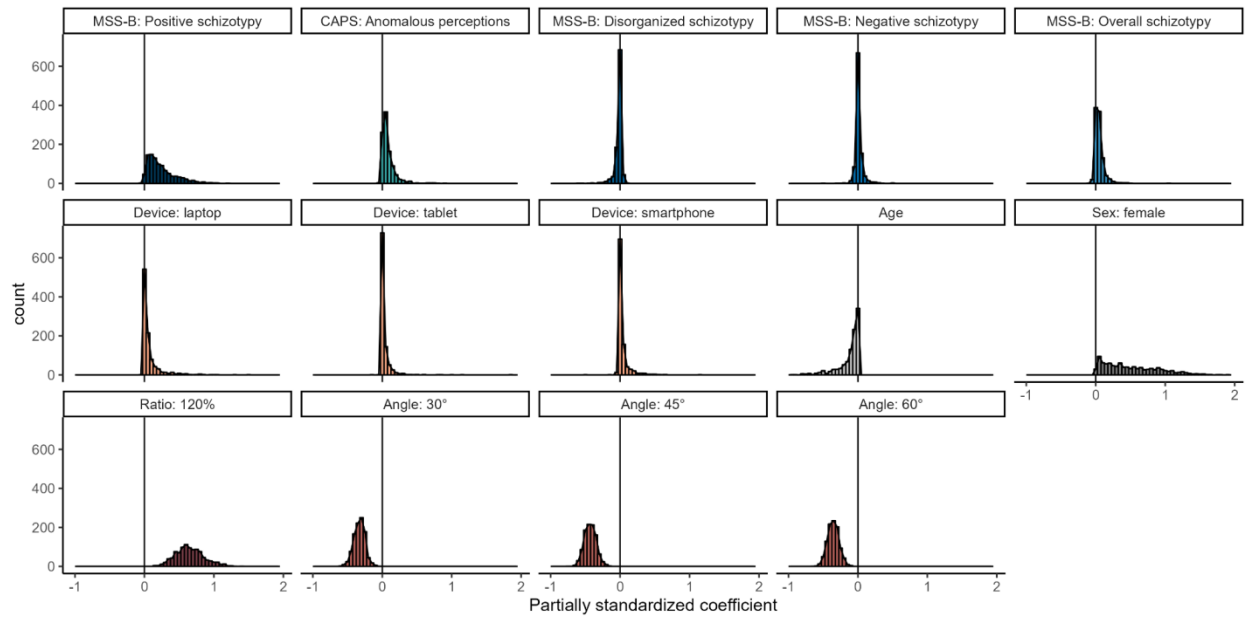 MSS-B: Positive schizotypy
CAPS: Anomalous perceptions
MSS-B: Disorganized schizotypy
MSS-B: Negative schizotypy
MSS-B: Overall schizotypy
600
400
200
0
Device: laptop
Device: tablet
Device: smartphone
Age
Sex: female
600
400
200
0
-1 0 1 2
Ratio: 120%
Angle: 30°
Angle: 45°
Angle: 60°
600
400
200
0
-1 0 1 2
-1 0 1 2
-1 0 1 2
-1 0 1 2
count
Partially standardized coefficient